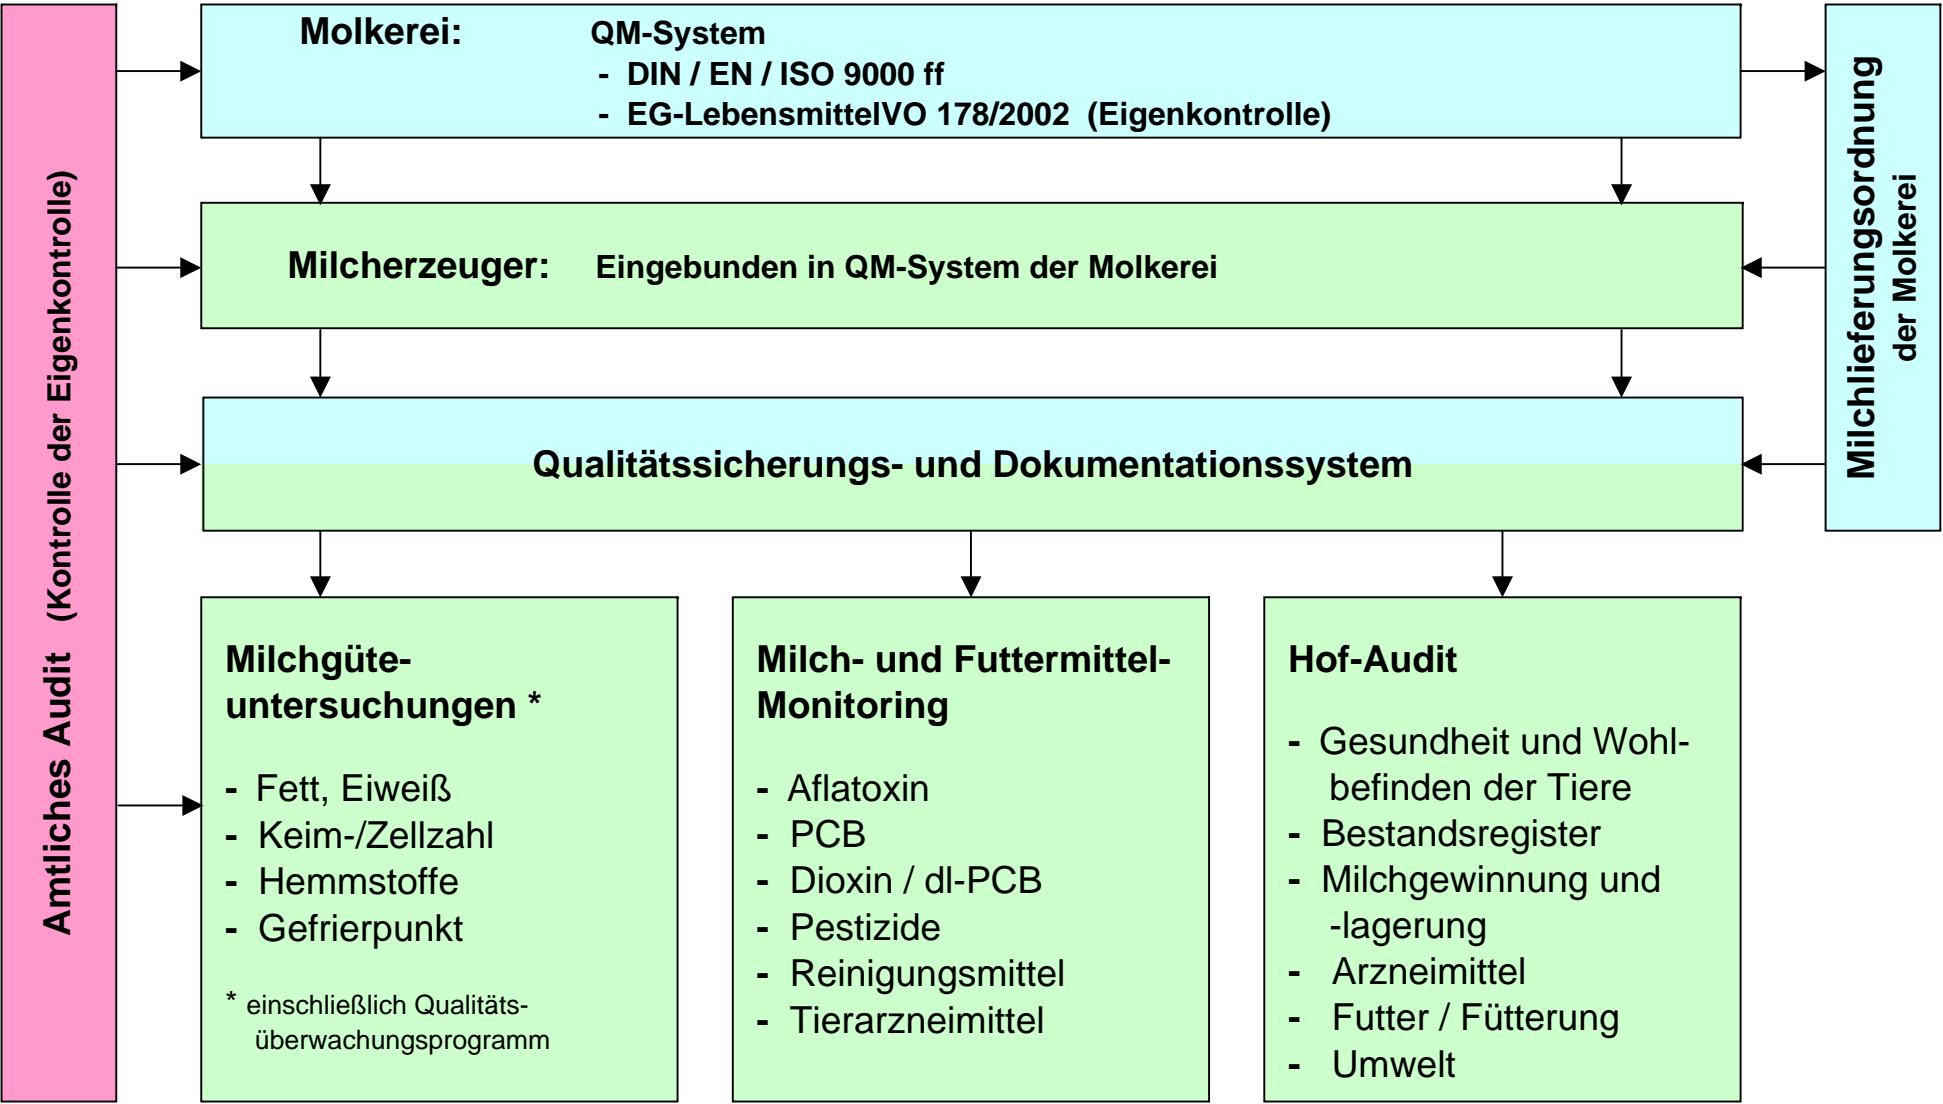 Amtliches Audit (Kontrolle der Eigenkontrolle)
Molkerei: QM-System
- DIN / EN / ISO 9000 ff
- EG-LebensmittelVO 178/2002 (Eigenkontrolle)
Milchlieferungsordnung
der Molkerei
Milcherzeuger: Eingebunden in QM-System der Molkerei
Qualitätssicherungs- und Dokumentationssystem
Milchgüte-
untersuchungen *
- Fett, Eiweiß
- Keim-/Zellzahl
- Hemmstoffe
- Gefrierpunkt
* einschließlich Qualitäts-
überwachungsprogramm
Milch- und Futtermittel-
Monitoring
- Aflatoxin
- PCB
- Dioxin / dl-PCB
- Pestizide
- Reinigungsmittel
- Tierarzneimittel
Hof-Audit
- Gesundheit und Wohl-
befinden der Tiere
- Bestandsregister
- Milchgewinnung und
-lagerung
- Arzneimittel
- Futter / Fütterung
- Umwelt